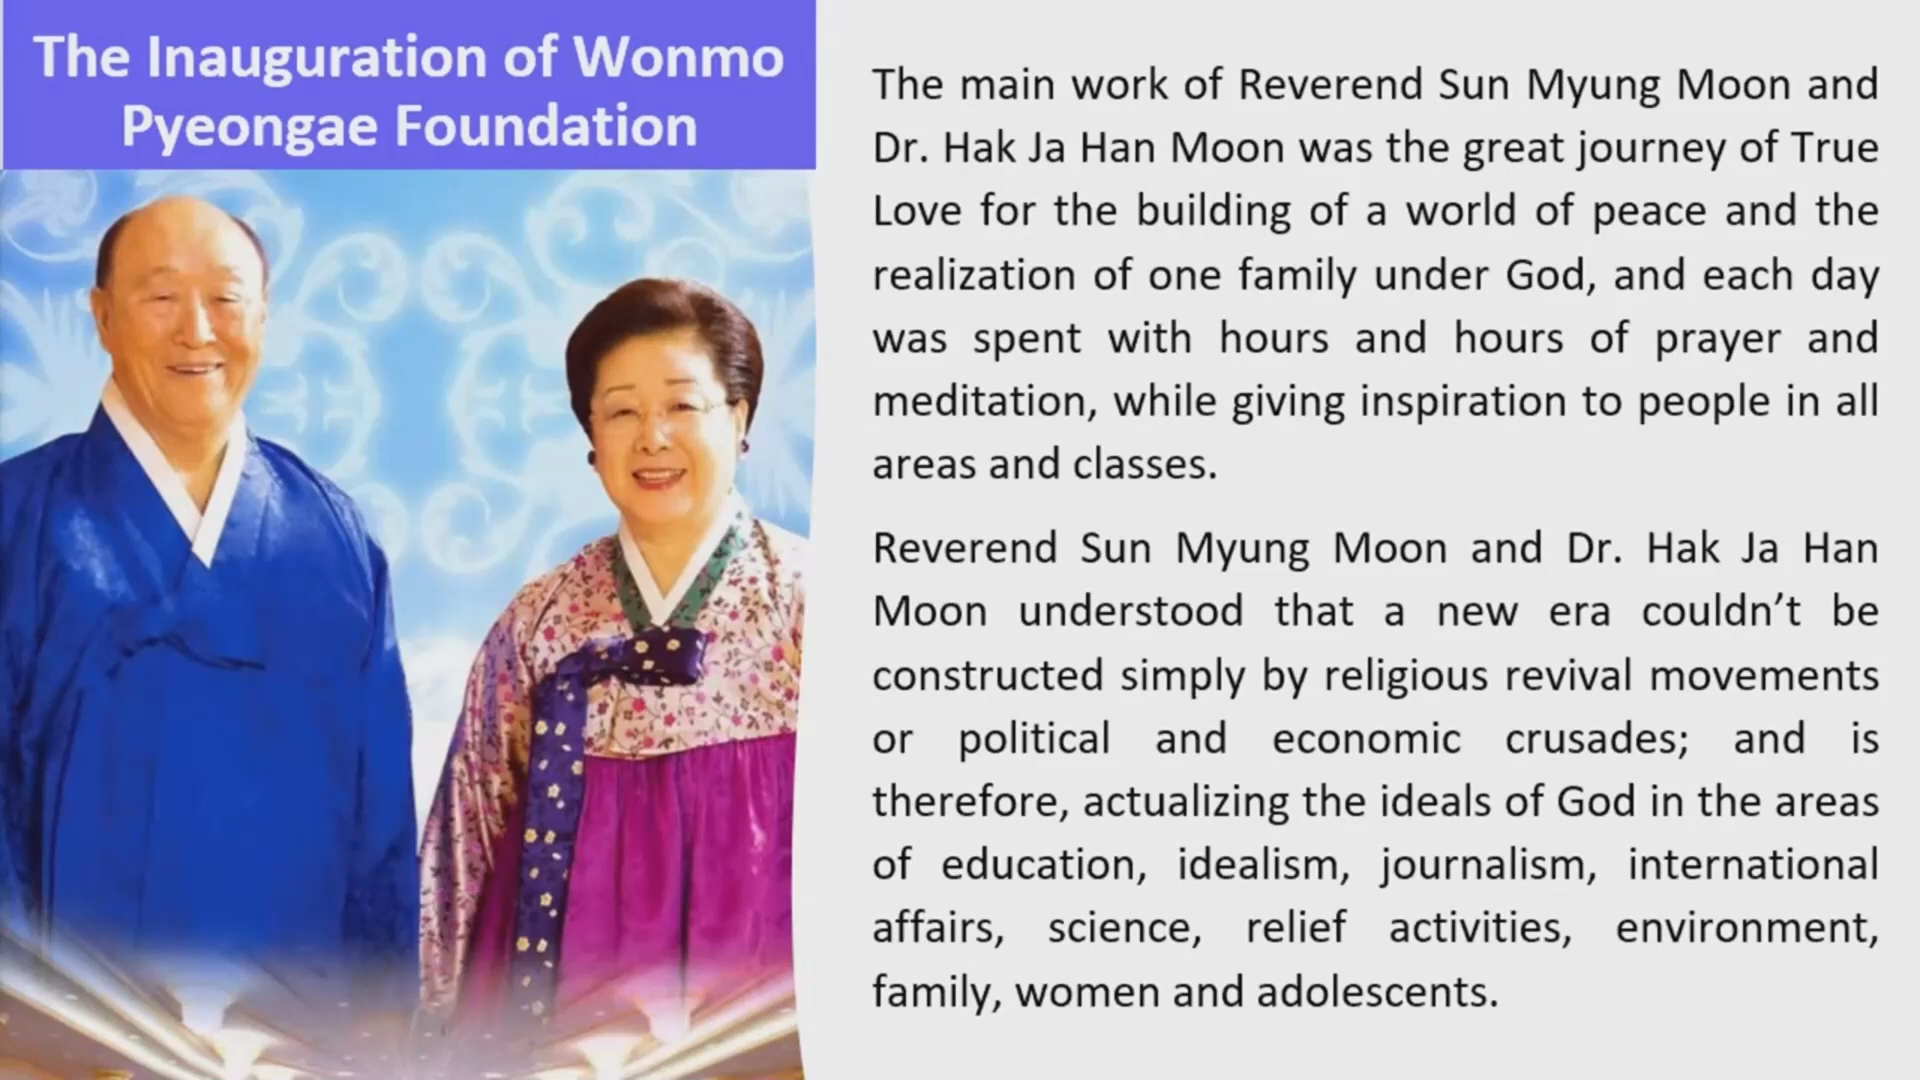 The Inauguration of Wonmo
Pyeongae Foundation
The main work of Reverend Sun Myung Moon and
Dr. Hak Ja Han Moon was the great journey of True
Love for the building of a world of peace and the
realization of one family under God, and each day
was spent with hours and hours of prayer and
meditation, while giving inspiration to people in all
areas and classes.
Reverend Sun Myung Moon and Dr. Hak Ja Han
Moon understood that a new era couldn’t be
constructed simply by religious revival movements
or political and economic crusades; and is
therefore, actualizing the ideals of God in the areas
of education, idealism, journalism, international
affairs, science, relief activities, environment,
family, women and adolescents.